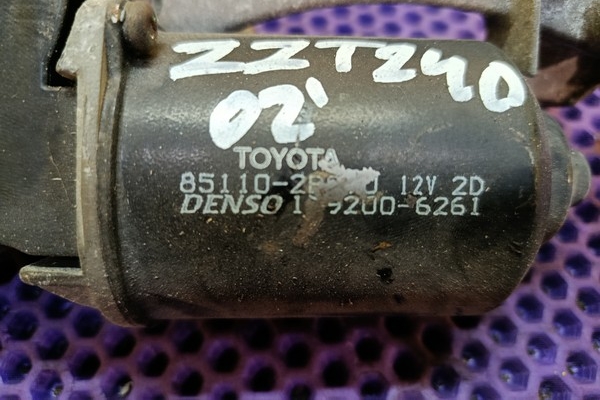 ZZT240
02'
TOYOTA
12V 2D
DENSO